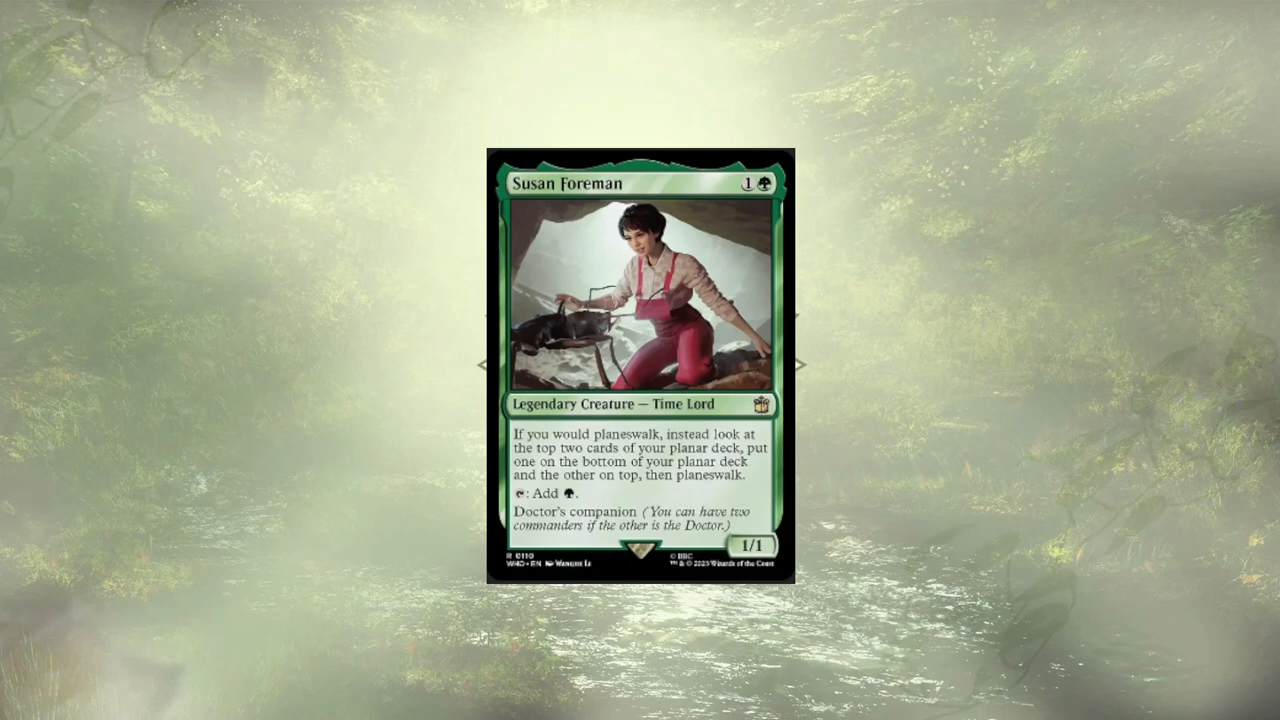 Susan Foreman 1
Legendary Creature — Time Lord
If you would planeswalk, instead look at
the top two cards of your planar deck, put
one on the bottom of your planar deck
and the other on top, then planeswalk.
: Add .
Doctor's companion (You can have two
commanders if the other is the Doctor.)
1/1
R 0110
WHO • EN Wangjie Li
© BBC
™ & © 2023 Wizards of the Coast